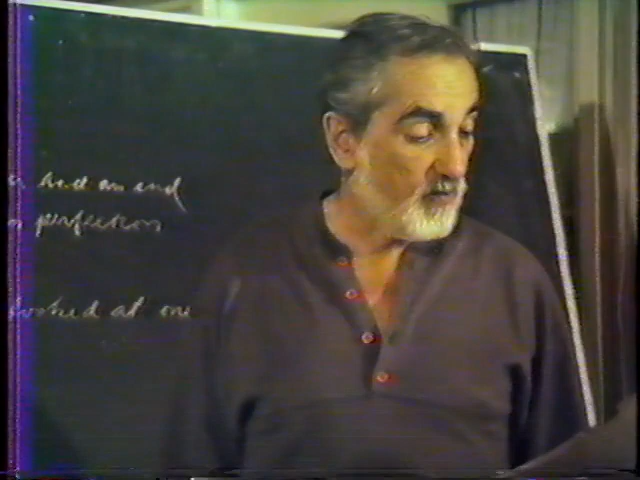 had an end
perfection
looked at one